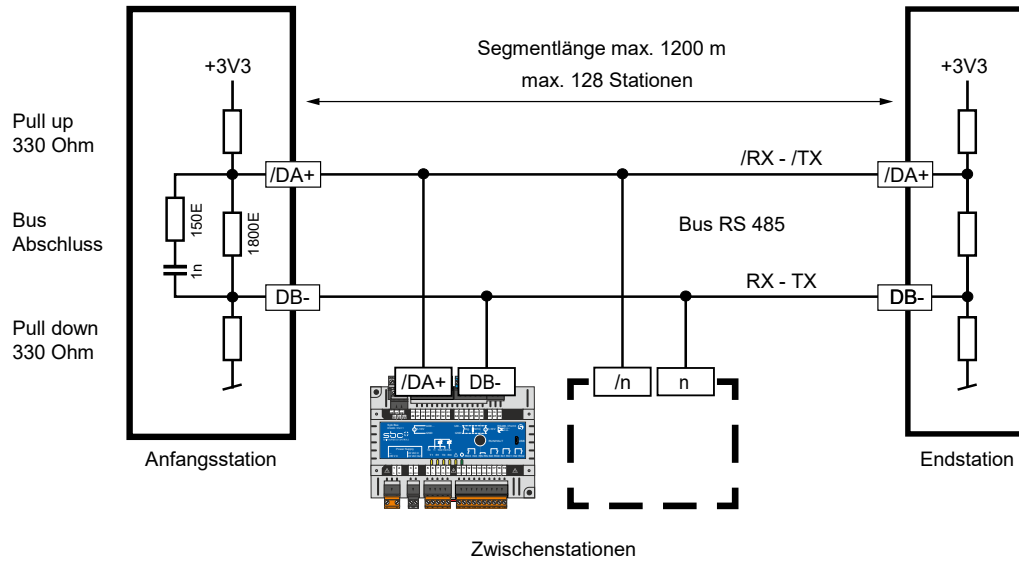 Segmentlänge max. 1200 m
max. 128 Stationen
+3V3
+3V3
Pull up
330 Ohm
/DA+
/RX - /TX
/DA+
150E
1800E
1n
Bus
Abschluss
Bus RS 485
DB-
RX - TX
DB-
Pull down
330 Ohm
/DA+
DB-
/n
n
sbc
Anfangsstation
Endstation
Zwischenstationen